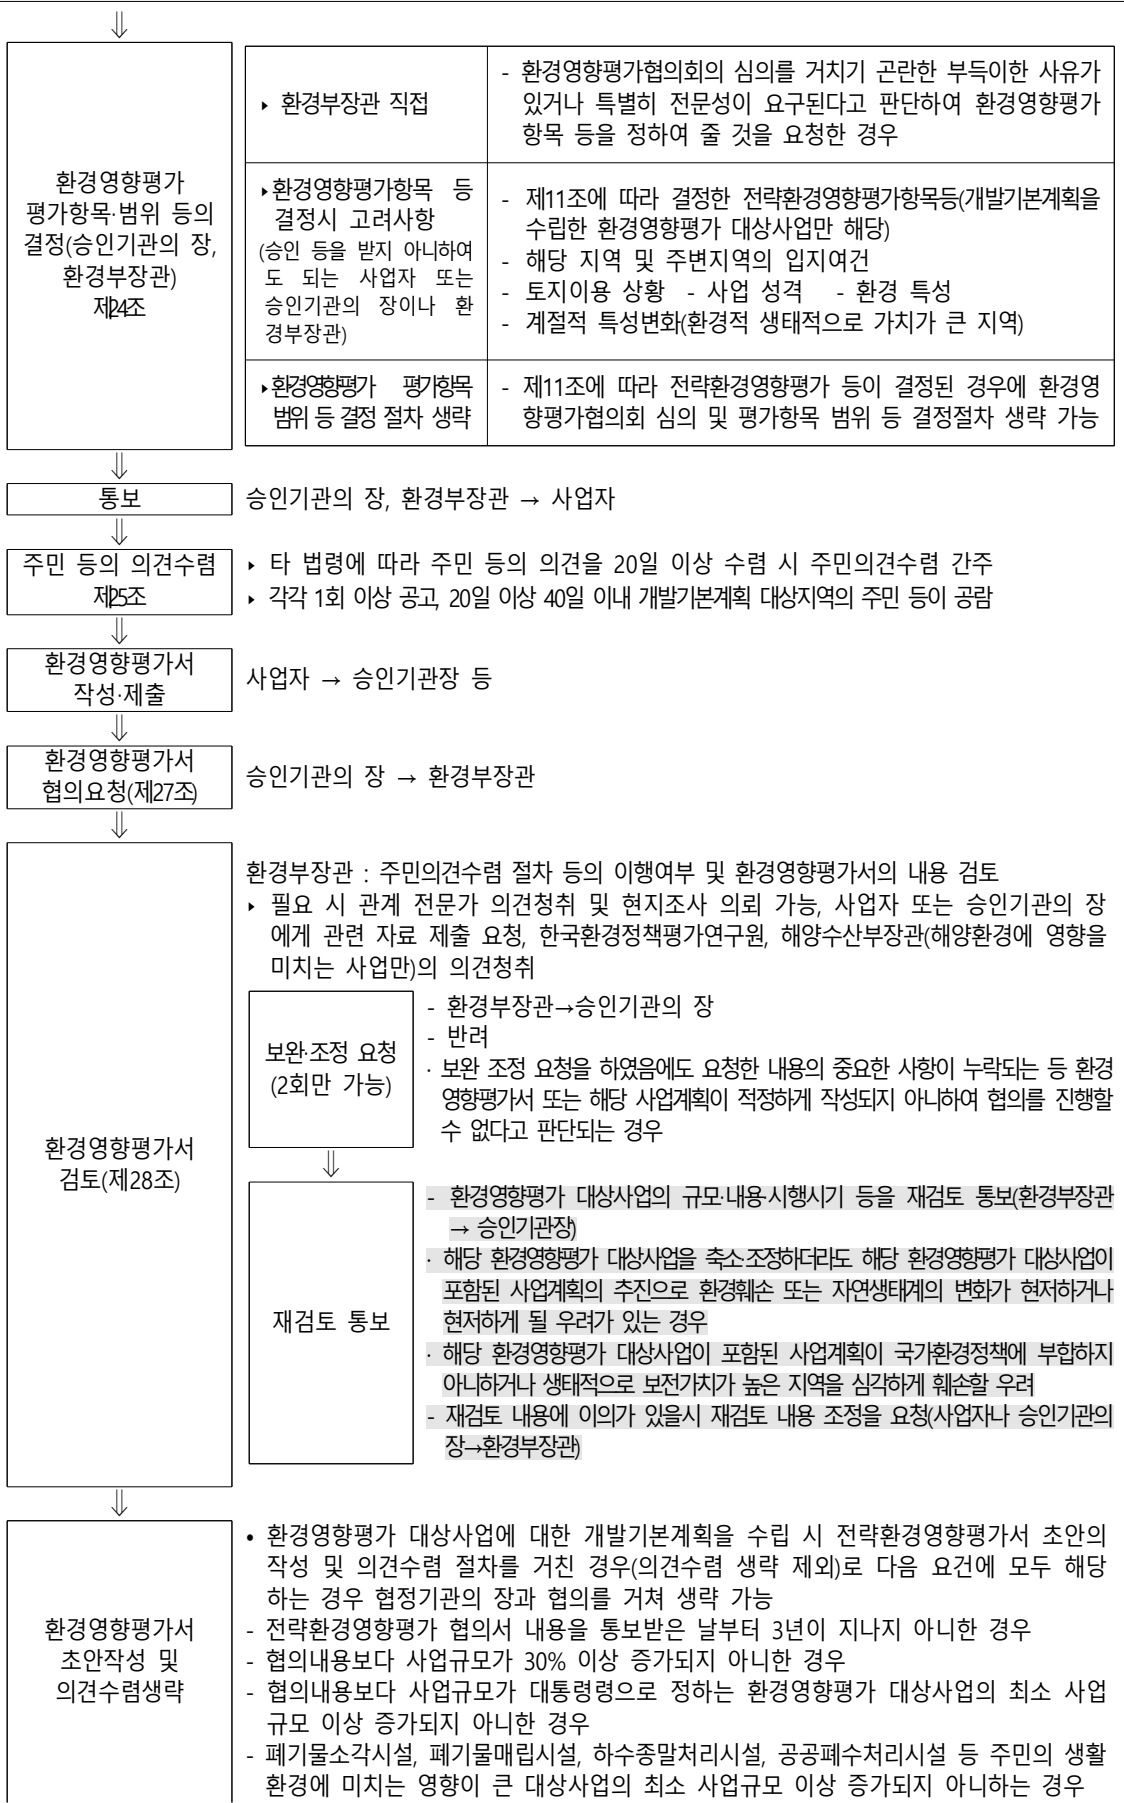 ⇓
환경영향평가
평가항목·범위 등의
결정(승인기관의 장,
환경부장관)
제24조
▸ 환경부장관 직접
- 환경영향평가협의회의 심의를 거치기 곤란한 부득이한 사유가
있거나 특별히 전문성이 요구된다고 판단하여 환경영향평가
항목 등을 정하여 줄 것을 요청한 경우
▸환경영향평가항목 등
결정시 고려사항
(승인 등을 받지 아니하여
도 되는 사업자 또는
승인기관의 장이나 환
경부장관)
- 제11조에 따라 결정한 전략환경영향평가항목등(개발기본계획을
수립한 환경영향평가 대상사업만 해당)
- 해당 지역 및 주변지역의 입지여건
- 토지이용 상황 - 사업 성격 - 환경 특성
- 계절적 특성변화(환경적 생태적으로 가치가 큰 지역)
▸환경영향평가 평가항목
범위 등 결정 절차 생략
- 제11조에 따라 전략환경영향평가 등이 결정된 경우에 환경영
향평가협의회 심의 및 평가항목 범위 등 결정절차 생략 가능
⇓
통보
승인기관의 장, 환경부장관 → 사업자
⇓
주민 등의 의견수렴
제25조
▸ 타 법령에 따라 주민 등의 의견을 20일 이상 수렴 시 주민의견수렴 간주
▸ 각각 1회 이상 공고, 20일 이상 40일 이내 개발기본계획 대상지역의 주민 등이 공람
⇓
환경영향평가서
작성·제출
사업자 → 승인기관장 등
⇓
환경영향평가서
협의요청(제27조)
승인기관의 장 → 환경부장관
⇓
환경영향평가서
검토(제28조)
환경부장관 : 주민의견수렴 절차 등의 이행여부 및 환경영향평가서의 내용 검토
▸ 필요 시 관계 전문가 의견청취 및 현지조사 의뢰 가능, 사업자 또는 승인기관의 장
에게 관련 자료 제출 요청, 한국환경정책평가연구원, 해양수산부장관(해양환경에 영향을
미치는 사업만)의 의견청취
보완·조정 요청
(2회만 가능)
- 환경부장관→승인기관의 장
- 반려
· 보완 조정 요청을 하였음에도 요청한 내용의 중요한 사항이 누락되는 등 환경
영향평가서 또는 해당 사업계획이 적정하게 작성되지 아니하여 협의를 진행할
수 없다고 판단되는 경우
⇓
재검토 통보
- 환경영향평가 대상사업의 규모·내용·시행시기 등을 재검토 통보(환경부장관
→ 승인기관장)
· 해당 환경영향평가 대상사업을 축소·조정하더라도 해당 환경영향평가 대상사업이
포함된 사업계획의 추진으로 환경훼손 또는 자연생태계의 변화가 현저하거나
현저하게 될 우려가 있는 경우
· 해당 환경영향평가 대상사업이 포함된 사업계획이 국가환경정책에 부합하지
아니하거나 생태적으로 보전가치가 높은 지역을 심각하게 훼손할 우려
- 재검토 내용에 이의가 있을시 재검토 내용 조정을 요청(사업자나 승인기관의
장→환경부장관)
⇓
환경영향평가서
초안작성 및
의견수렴생략
• 환경영향평가 대상사업에 대한 개발기본계획을 수립 시 전략환경영향평가서 초안의
작성 및 의견수렴 절차를 거친 경우(의견수렴 생략 제외)로 다음 요건에 모두 해당
하는 경우 협정기관의 장과 협의를 거쳐 생략 가능
- 전략환경영향평가 협의서 내용을 통보받은 날부터 3년이 지나지 아니한 경우
- 협의내용보다 사업규모가 30% 이상 증가되지 아니한 경우
- 협의내용보다 사업규모가 대통령령으로 정하는 환경영향평가 대상사업의 최소 사업
규모 이상 증가되지 아니한 경우
- 폐기물소각시설, 폐기물매립시설, 하수종말처리시설, 공공폐수처리시설 등 주민의 생활
환경에 미치는 영향이 큰 대상사업의 최소 사업규모 이상 증가되지 아니하는 경우